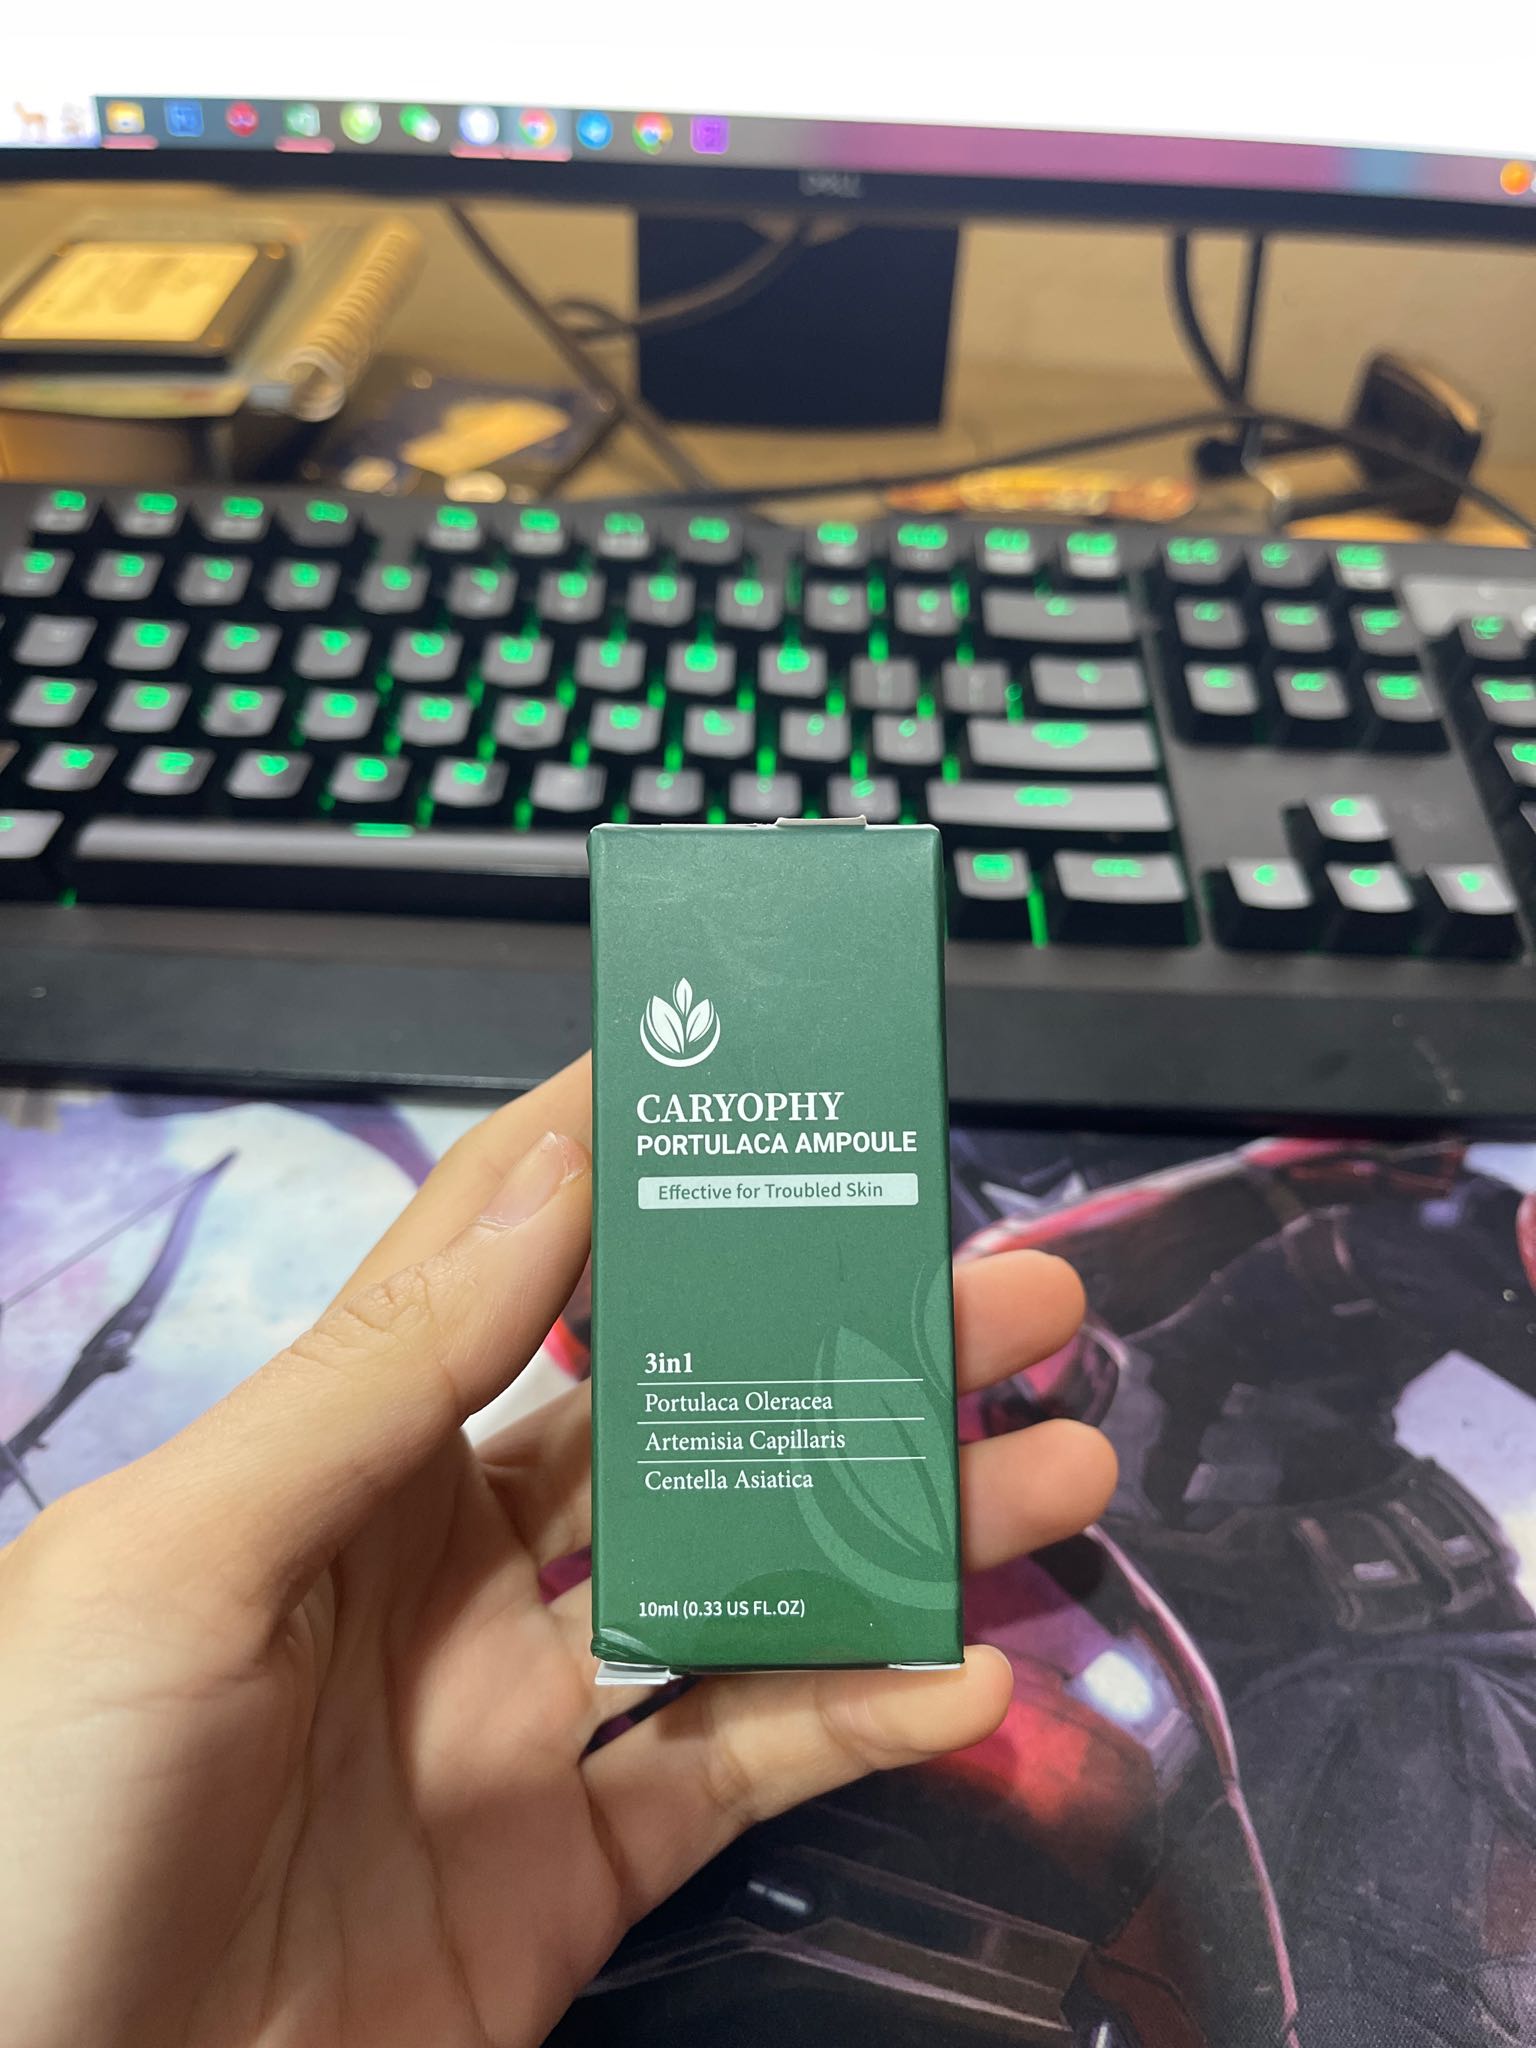 CARYOPHY
PORTULACA AMPOULE
Effective for Troubled Skin
3in1
Portulaca Oleracea
Artemisia Capillaris
Centella Asiatica
10ml (0.33 US FL.OZ)